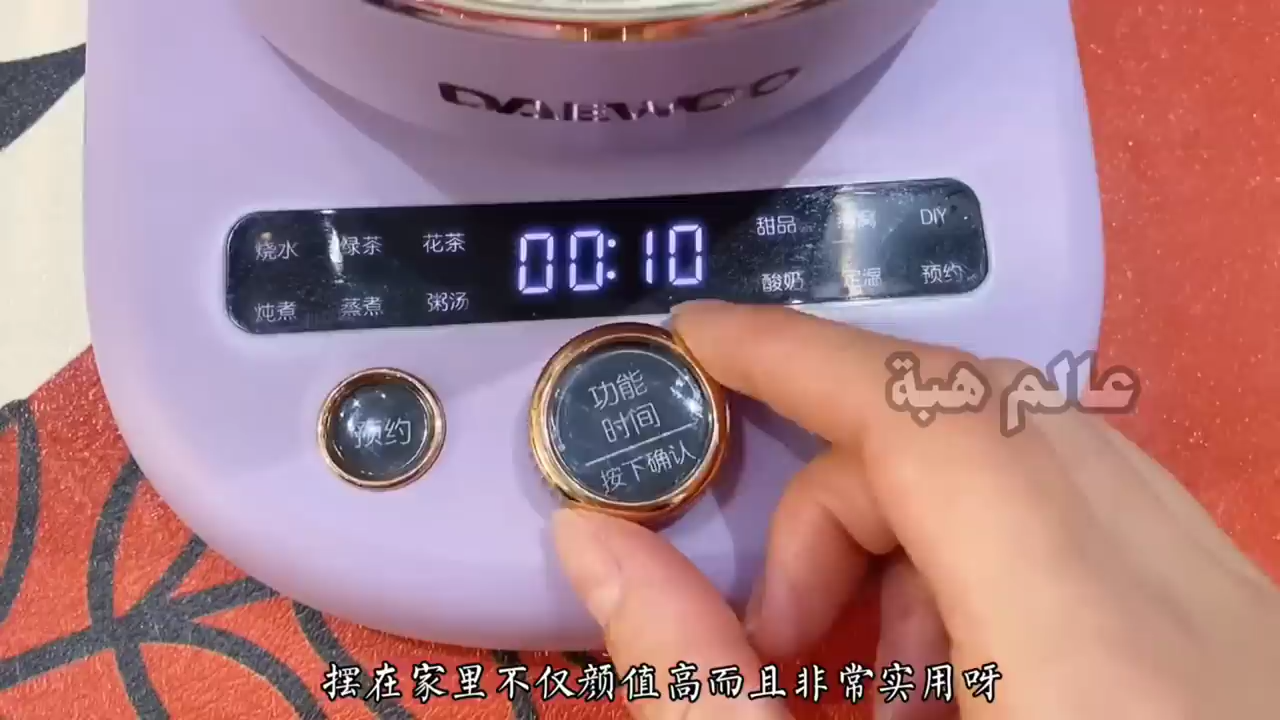 DAEWOO
烧水 绿茶 花茶 00:10 甜品 DIY
炖煮 蒸煮 粥汤 酸奶 定温 预约
预约
功能
时间
按下确认
عالم هبة
摆在家里不仅颜值高而且非常实用呀